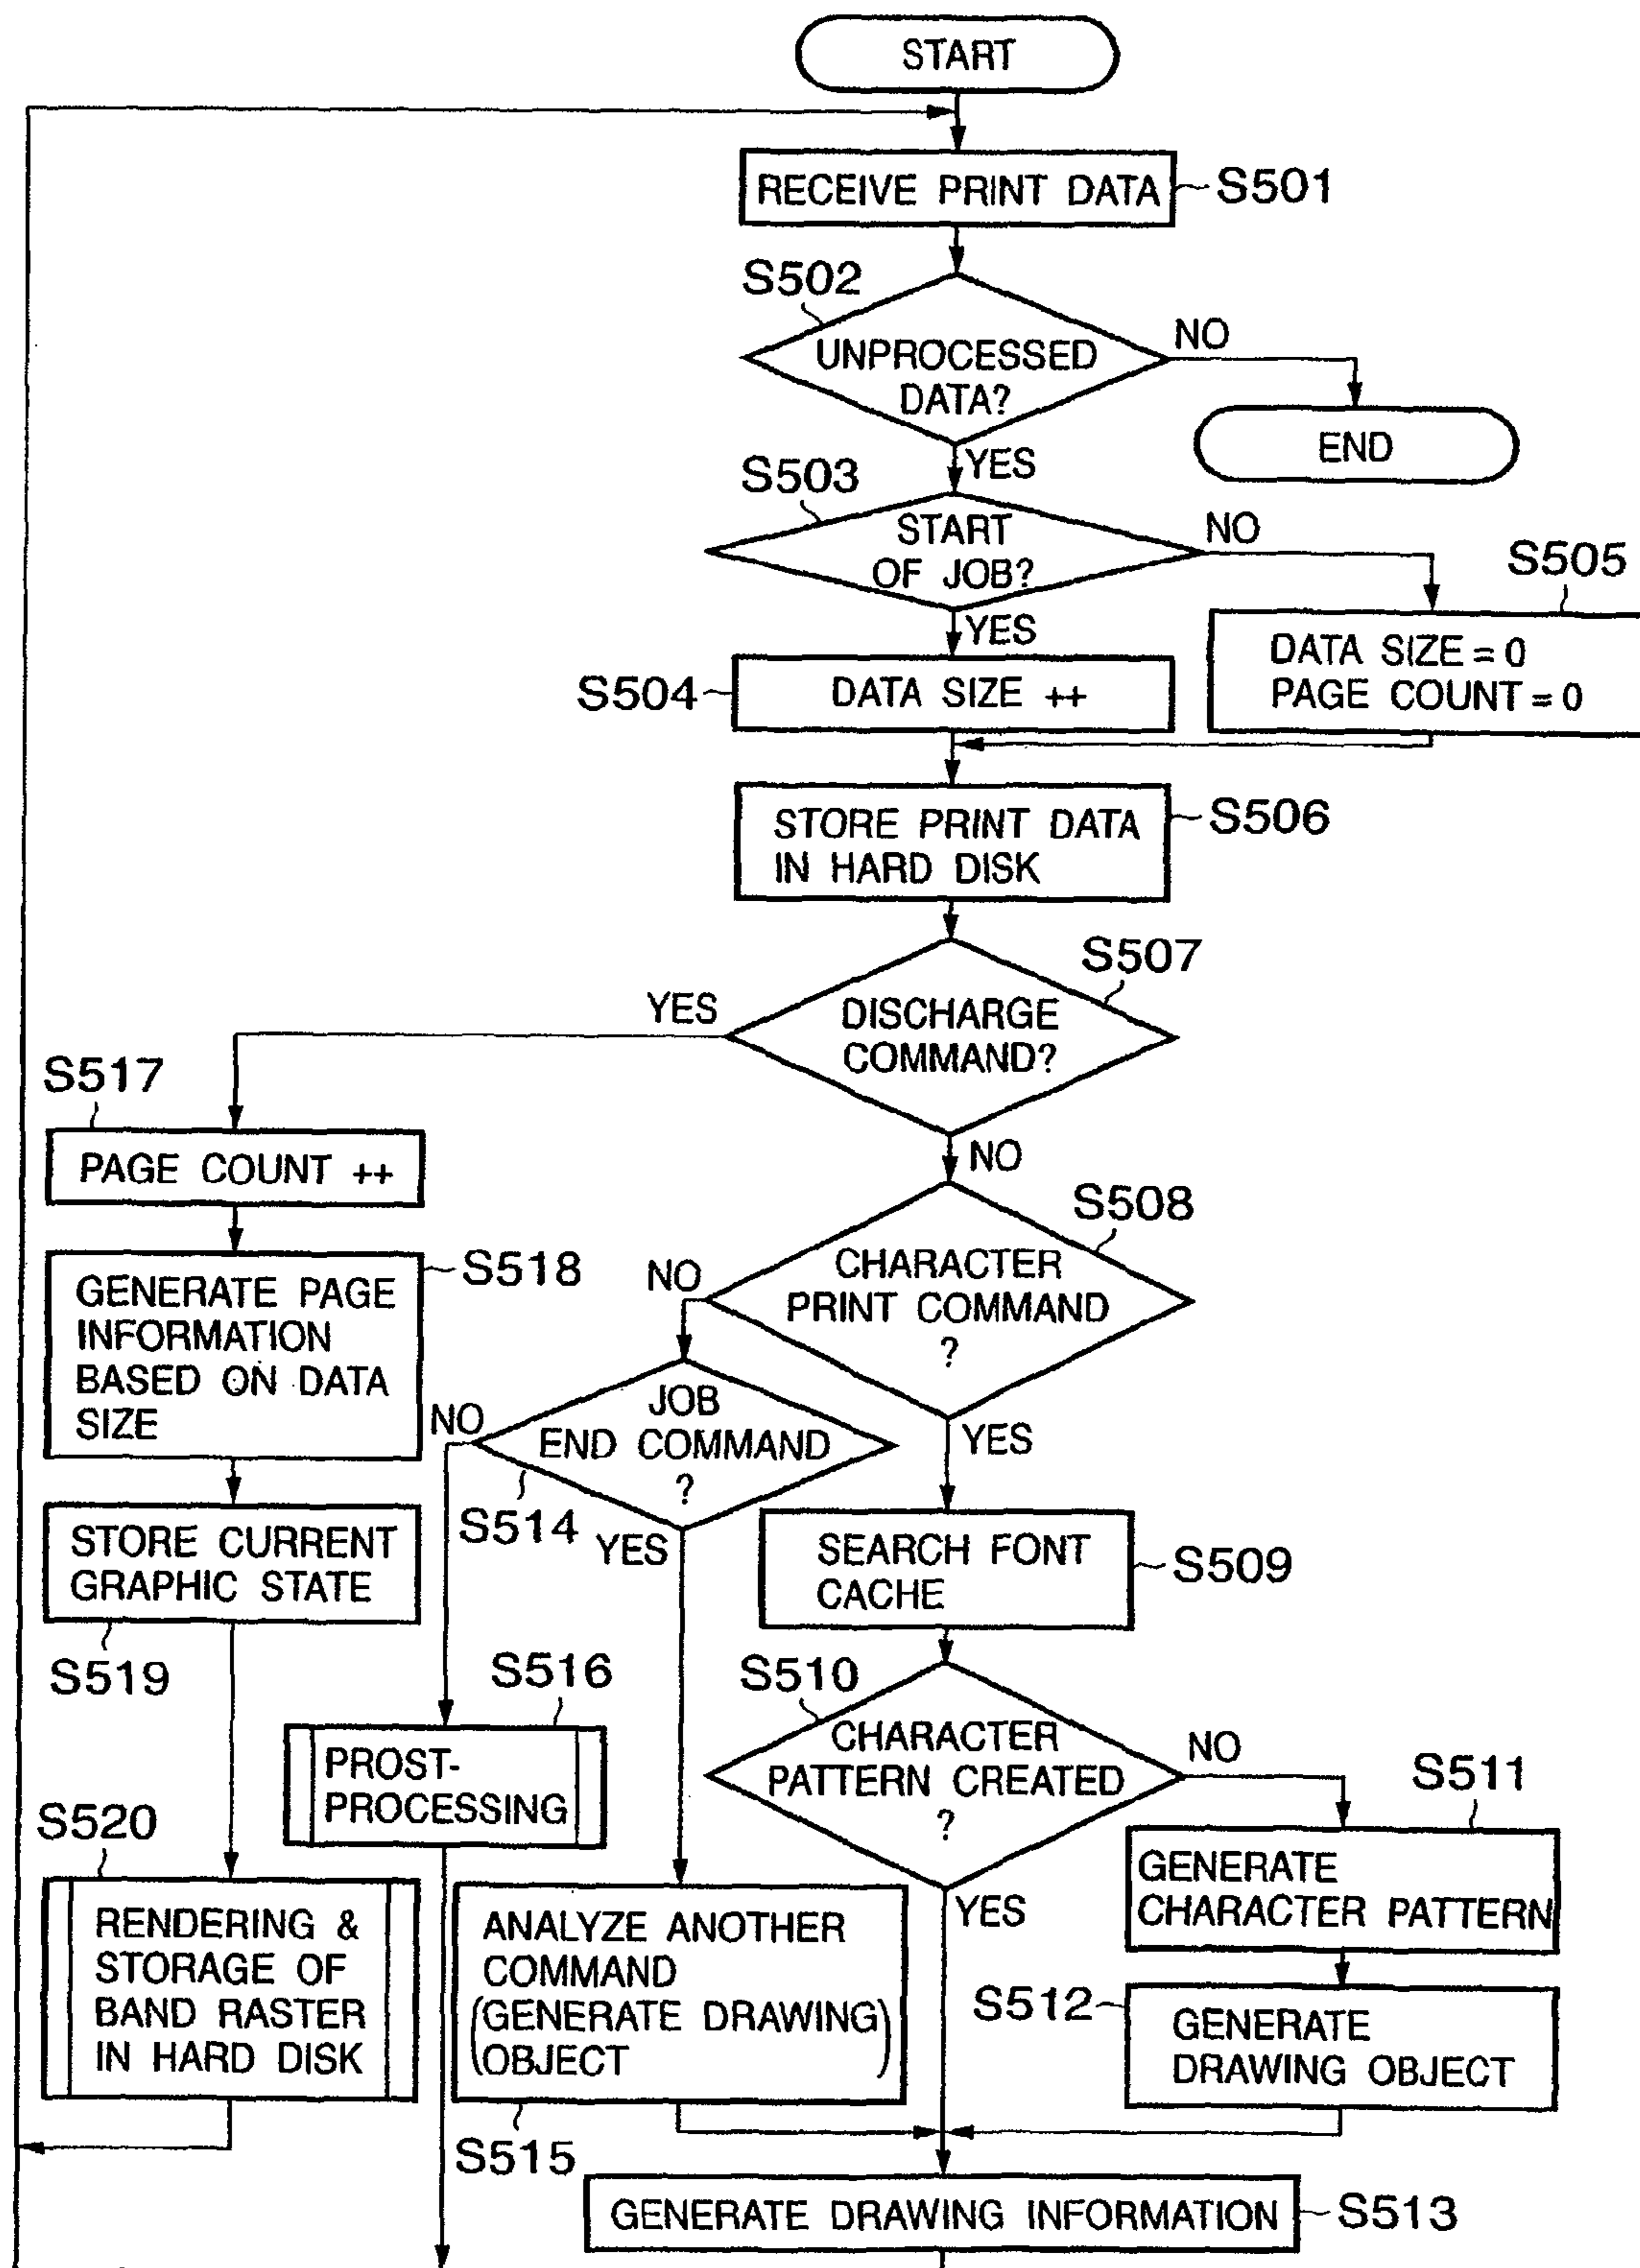 START
RECEIVE PRINT DATA
S501
S502
UNPROCESSED
DATA?
NO
END
YES
S503
START
OF JOB?
NO
S505
YES
DATA SIZE = 0
PAGE COUNT = 0
S504
DATA SIZE ++
STORE PRINT DATA
IN HARD DISK
S506
S507
YES
DISCHARGE
COMMAND?
S517
NO
PAGE COUNT ++
S508
S518
NO
CHARACTER
PRINT COMMAND
?
GENERATE PAGE
INFORMATION
BASED ON DATA
SIZE
NO
JOB
END COMMAND
?
YES
S514
YES
STORE CURRENT
GRAPHIC STATE
SEARCH FONT
CACHE
S509
S519
S516
S510
PROST-
PROCESSING
CHARACTER
PATTERN CREATED
?
NO
S511
S520
GENERATE
CHARACTER PATTERN
YES
RENDERING &
STORAGE OF
BAND RASTER
IN HARD DISK
ANALYZE ANOTHER
COMMAND
(GENERATE DRAWING
OBJECT)
S512
GENERATE
DRAWING OBJECT
S515
GENERATE DRAWING INFORMATION
S513